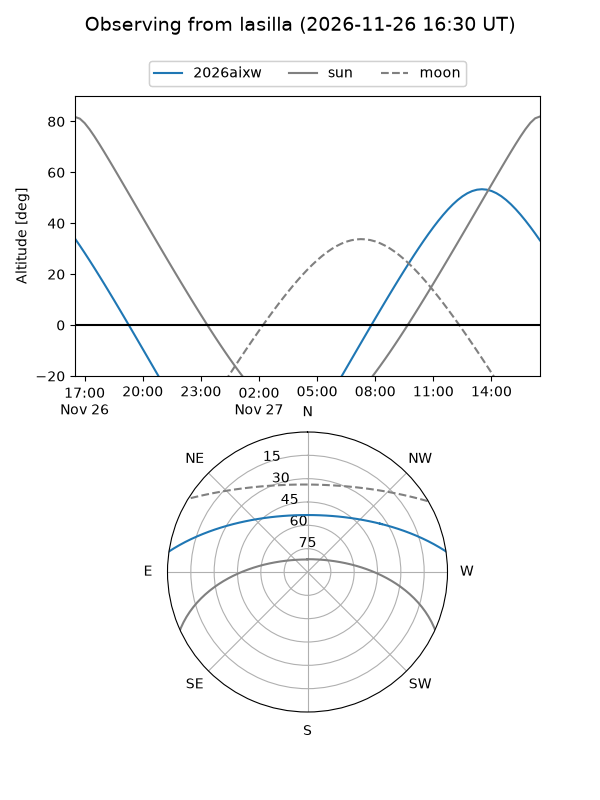 Observing from lasilla (2026-11-26 16:30 UT)
2026aixw sun moon
Altitude [deg]
80
60
40
20
0
−20
17:00 20:00 23:00 02:00 05:00 08:00 11:00 14:00
Nov 26 Nov 27
N
NE NW
15
30
45
60
75
E W
SE SW
S